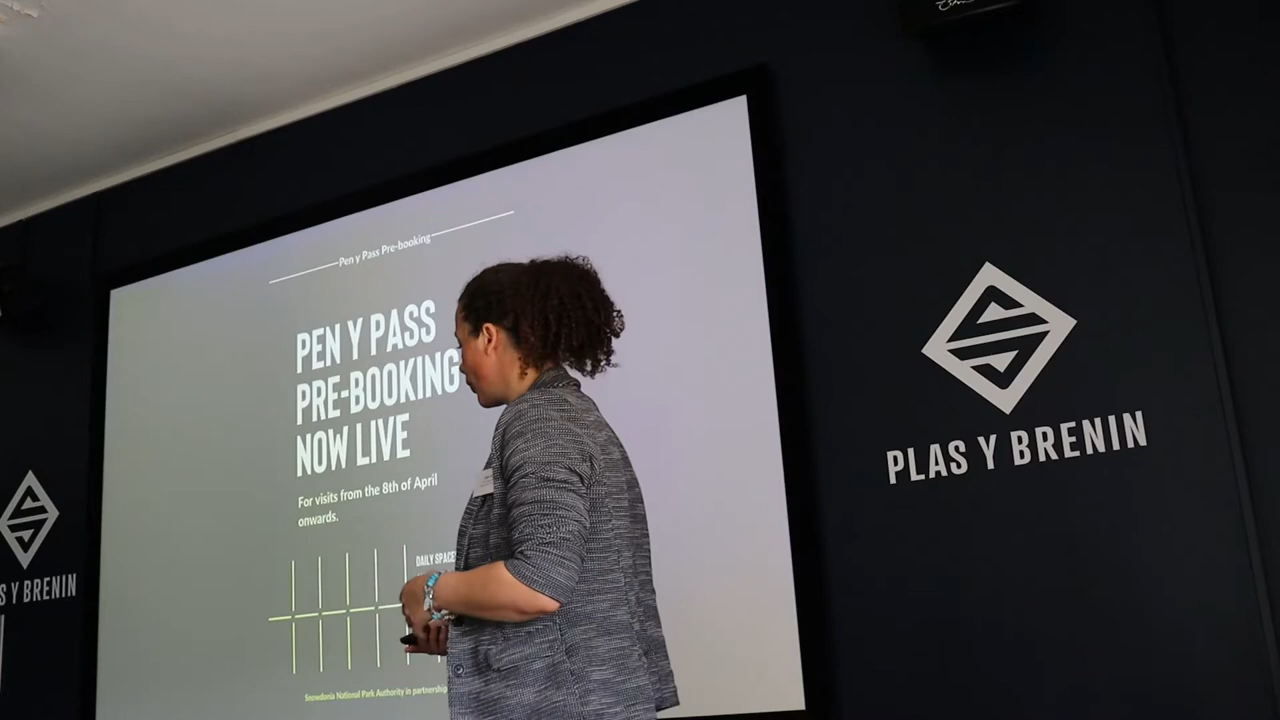 Pen y Pass Pre-booking
PEN Y PASS
PRE-BOOKING
NOW LIVE
For visits from the 8th of April
onwards.
DAILY
Snowdonia National Park Authority in partnership
PLAS Y BRENIN
Y BRENIN